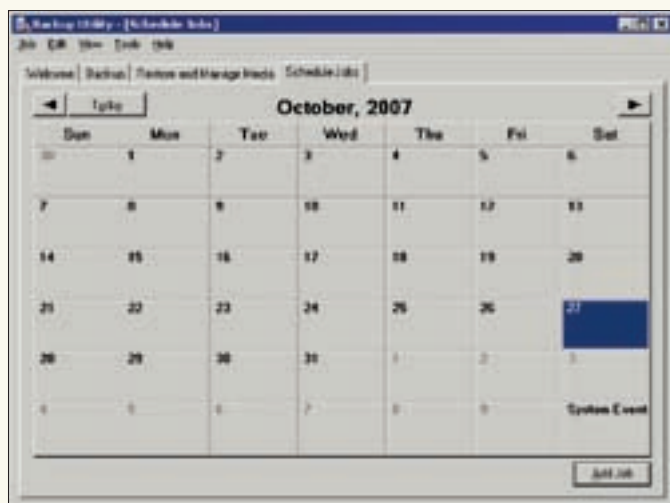 Backup Utility - [Schedule Jobs]
Job Edit View Tools Help
Welcome Backup Restore and Manage Media Schedule Jobs
Today
October, 2007
Sun Mon Tue Wed Thu Fri Sat
30 1 2 3 4 5 6
7 8 9 10 11 12 13
14 15 16 17 18 19 20
21 22 23 24 25 26 27
28 29 30 31 1 2 3
4 5 6 7 8 9 System Event
Add Job